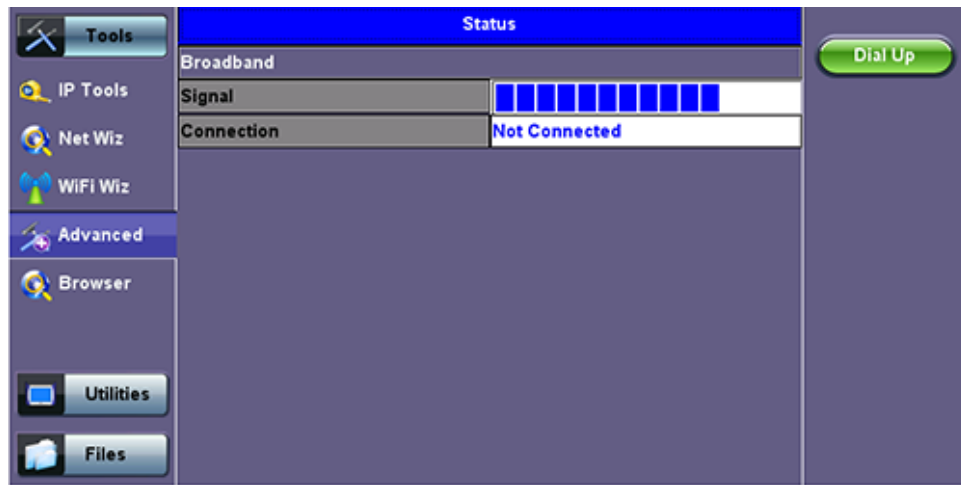 Tools
IP Tools
Net Wiz
WiFi Wiz
Advanced
Browser
Utilities
Files
Status
Broadband
Signal
Connection Not Connected
Dial Up